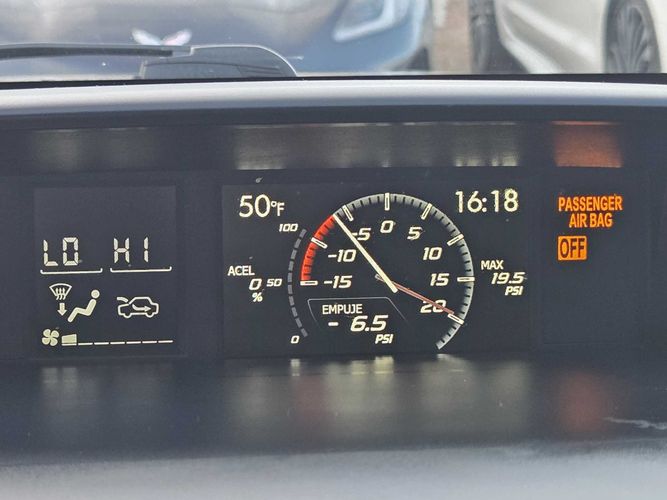 LO HI
50°F
16:18
100
50
0
ACEL
0
%
-15
-10
-5
0
5
10
15
20
EMPUJE
- 6.5
PSI
MAX
19.5
PSI
PASSENGER
AIR BAG
OFF